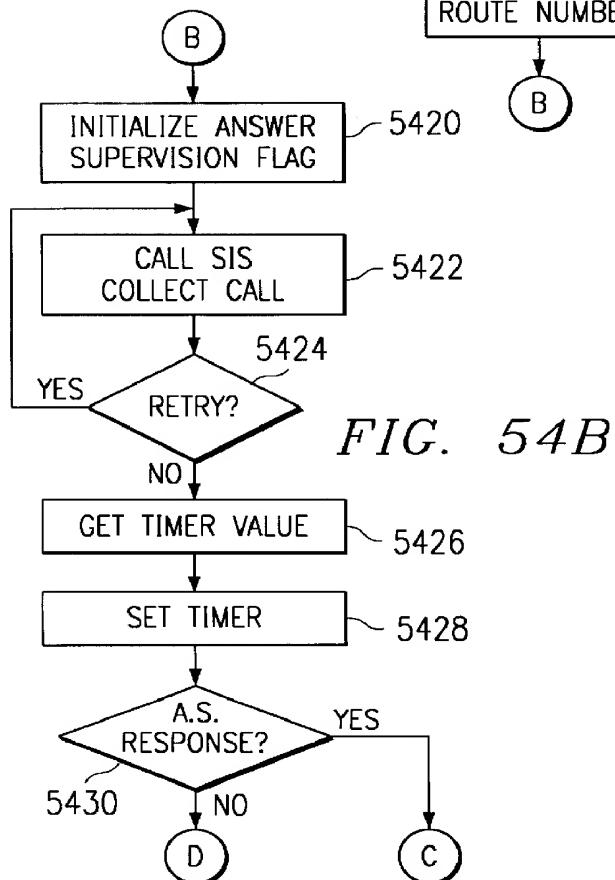 ROUTE NUMBE
B
B
INITIALIZE ANSWER
SUPERVISION FLAG
5420
CALL SIS
COLLECT CALL
5422
5424
YES
RETRY?
FIG. 54B
NO
GET TIMER VALUE
5426
SET TIMER
5428
A.S.
RESPONSE?
YES
5430
NO
D
C